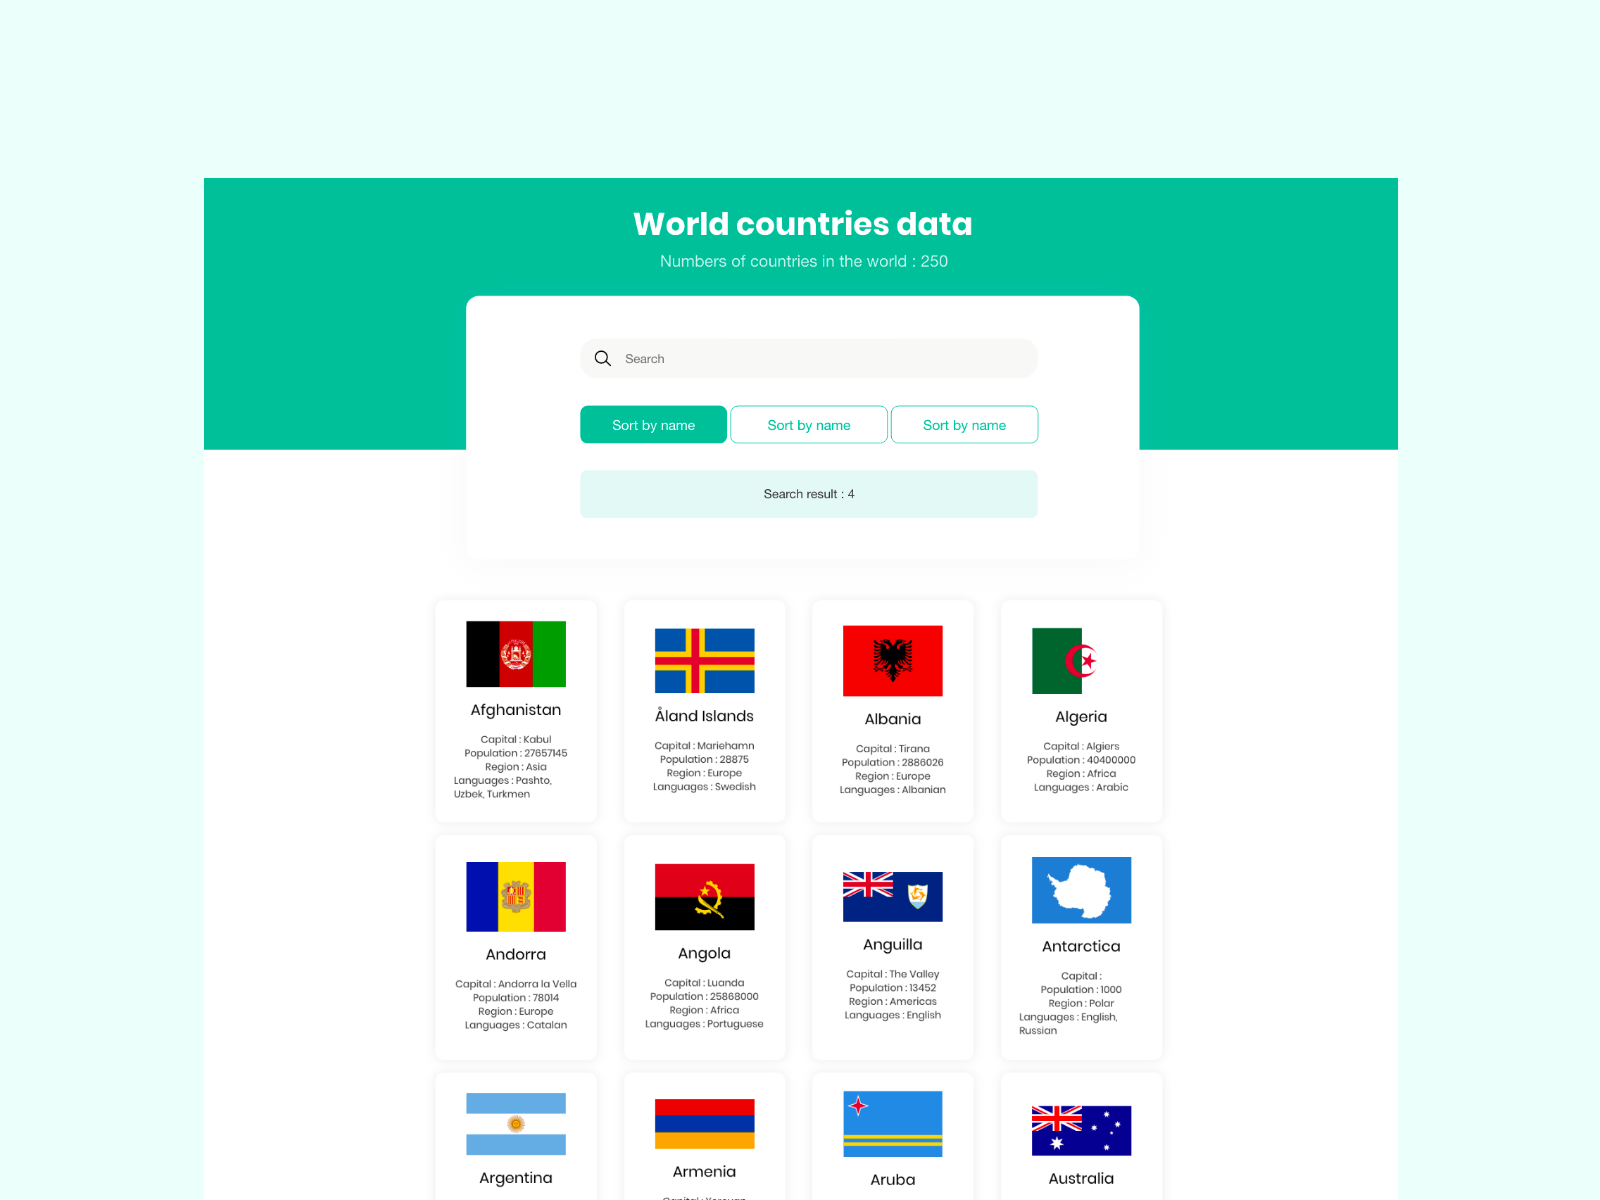 World countries data
Numbers of countries in the world : 250
Search
Sort by name
Sort by name
Sort by name
Search result : 4
Afghanistan
Capital : Kabul
Population : 27657145
Region : Asia
Languages : Pashto,
Uzbek, Turkmen
Åland Islands
Capital : Mariehamn
Population : 28875
Region : Europe
Languages : Swedish
Albania
Capital : Tirana
Population : 2886026
Region : Europe
Languages : Albanian
Algeria
Capital : Algiers
Population : 40400000
Region : Africa
Languages : Arabic
Andorra
Capital : Andorra la Vella
Population : 78014
Region : Europe
Languages : Catalan
Angola
Capital : Luanda
Population : 25868000
Region : Africa
Languages : Portuguese
Anguilla
Capital : The Valley
Population : 13452
Region : Americas
Languages : English
Antarctica
Capital :
Population : 1000
Region : Polar
Languages : English,
Russian
Argentina
Armenia
Capital : Yerevan
Aruba
Australia